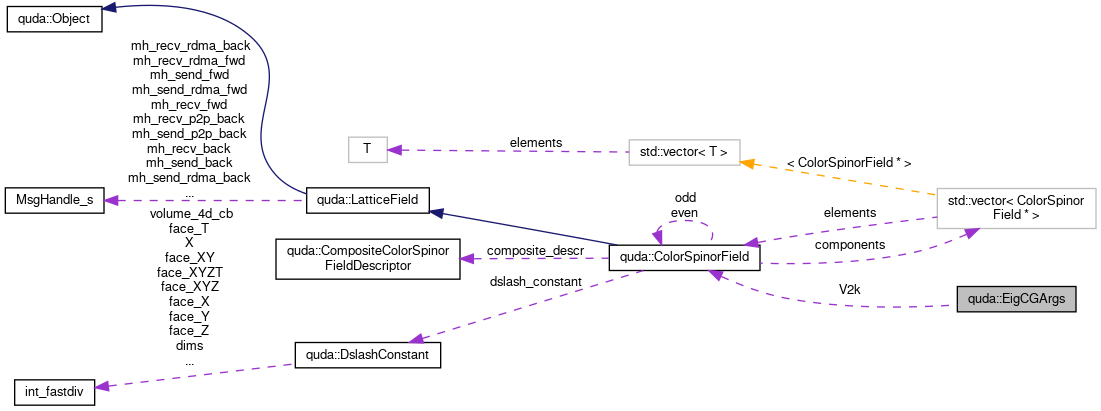 quda::Object
mh_recv_rdma_back
mh_recv_rdma_fwd
mh_send_fwd
mh_send_rdma_fwd
mh_recv_fwd
mh_recv_p2p_back
mh_send_p2p_back
mh_recv_back
mh_send_back
mh_send_rdma_back
...
MsgHandle_s
quda::LatticeField
T
elements
std::vector< T >
< ColorSpinorField * >
std::vector< ColorSpinor
Field * >
elements
components
odd
even
quda::ColorSpinorField
quda::CompositeColorSpinor
FieldDescriptor
composite_descr
dslash_constant
V2k
quda::EigCGArgs
volume_4d_cb
face_T
X
face_XY
face_XYZT
face_XYZ
face_X
face_Y
face_Z
dims
...
quda::DslashConstant
int_fastdiv